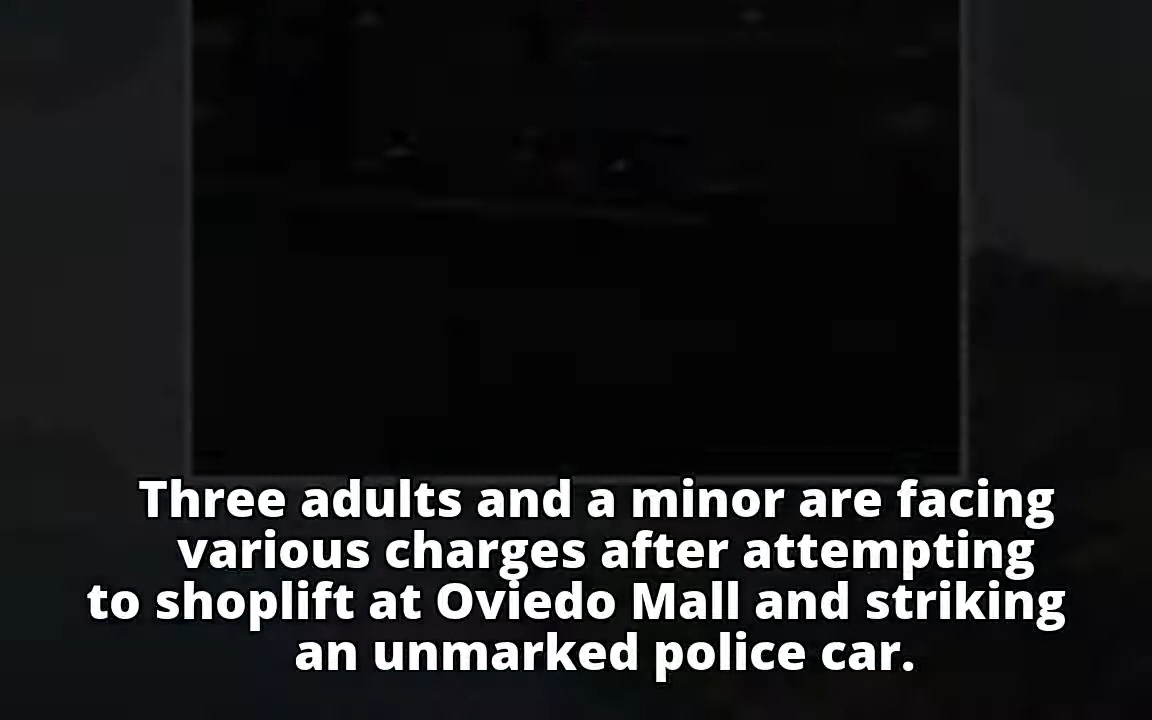 Three adults and a minor are facing
various charges after attempting
to shoplift at Oviedo Mall and striking
an unmarked police car.